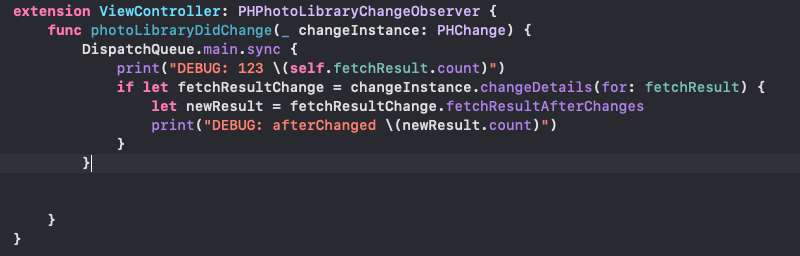 extension ViewController: PHPhotoLibraryChangeObserver {
    func photoLibraryDidChange(_ changeInstance: PHChange) {
        DispatchQueue.main.sync {
            print("DEBUG: 123 \(self.fetchResult.count)")
            if let fetchResultChange = changeInstance.changeDetails(for: fetchResult) {
                let newResult = fetchResultChange.fetchResultAfterChanges
                print("DEBUG: afterChanged \(newResult.count)")
            }
        }
    }
}